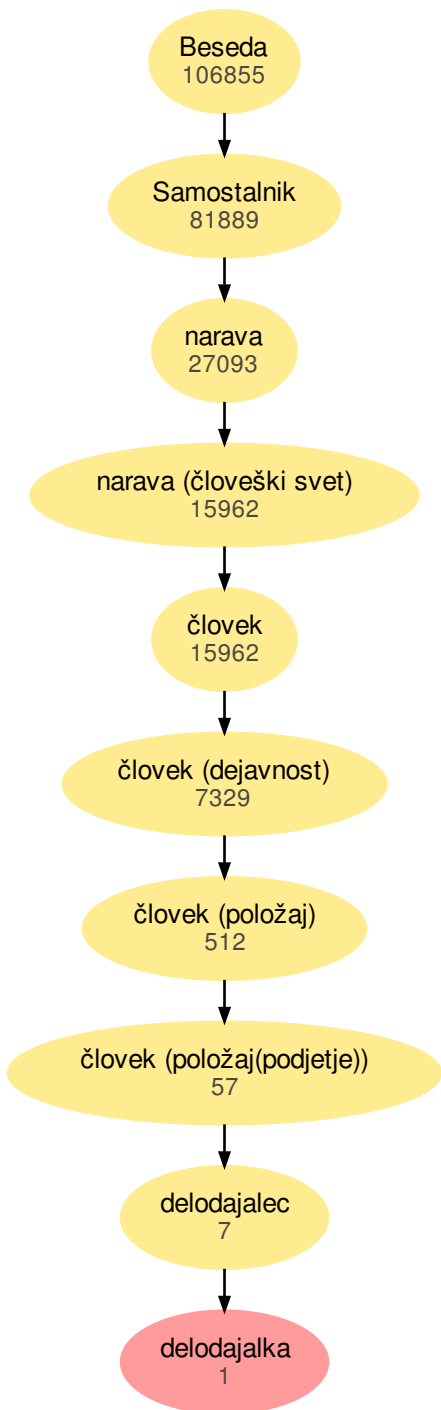 Beseda
106855
Samostalnik
81889
narava
27093
narava (človeški svet)
15962
človek
15962
človek (dejavnost)
7329
človek (položaj)
512
človek (položaj(podjetje))
57
delodajalec
7
delodajalka
1